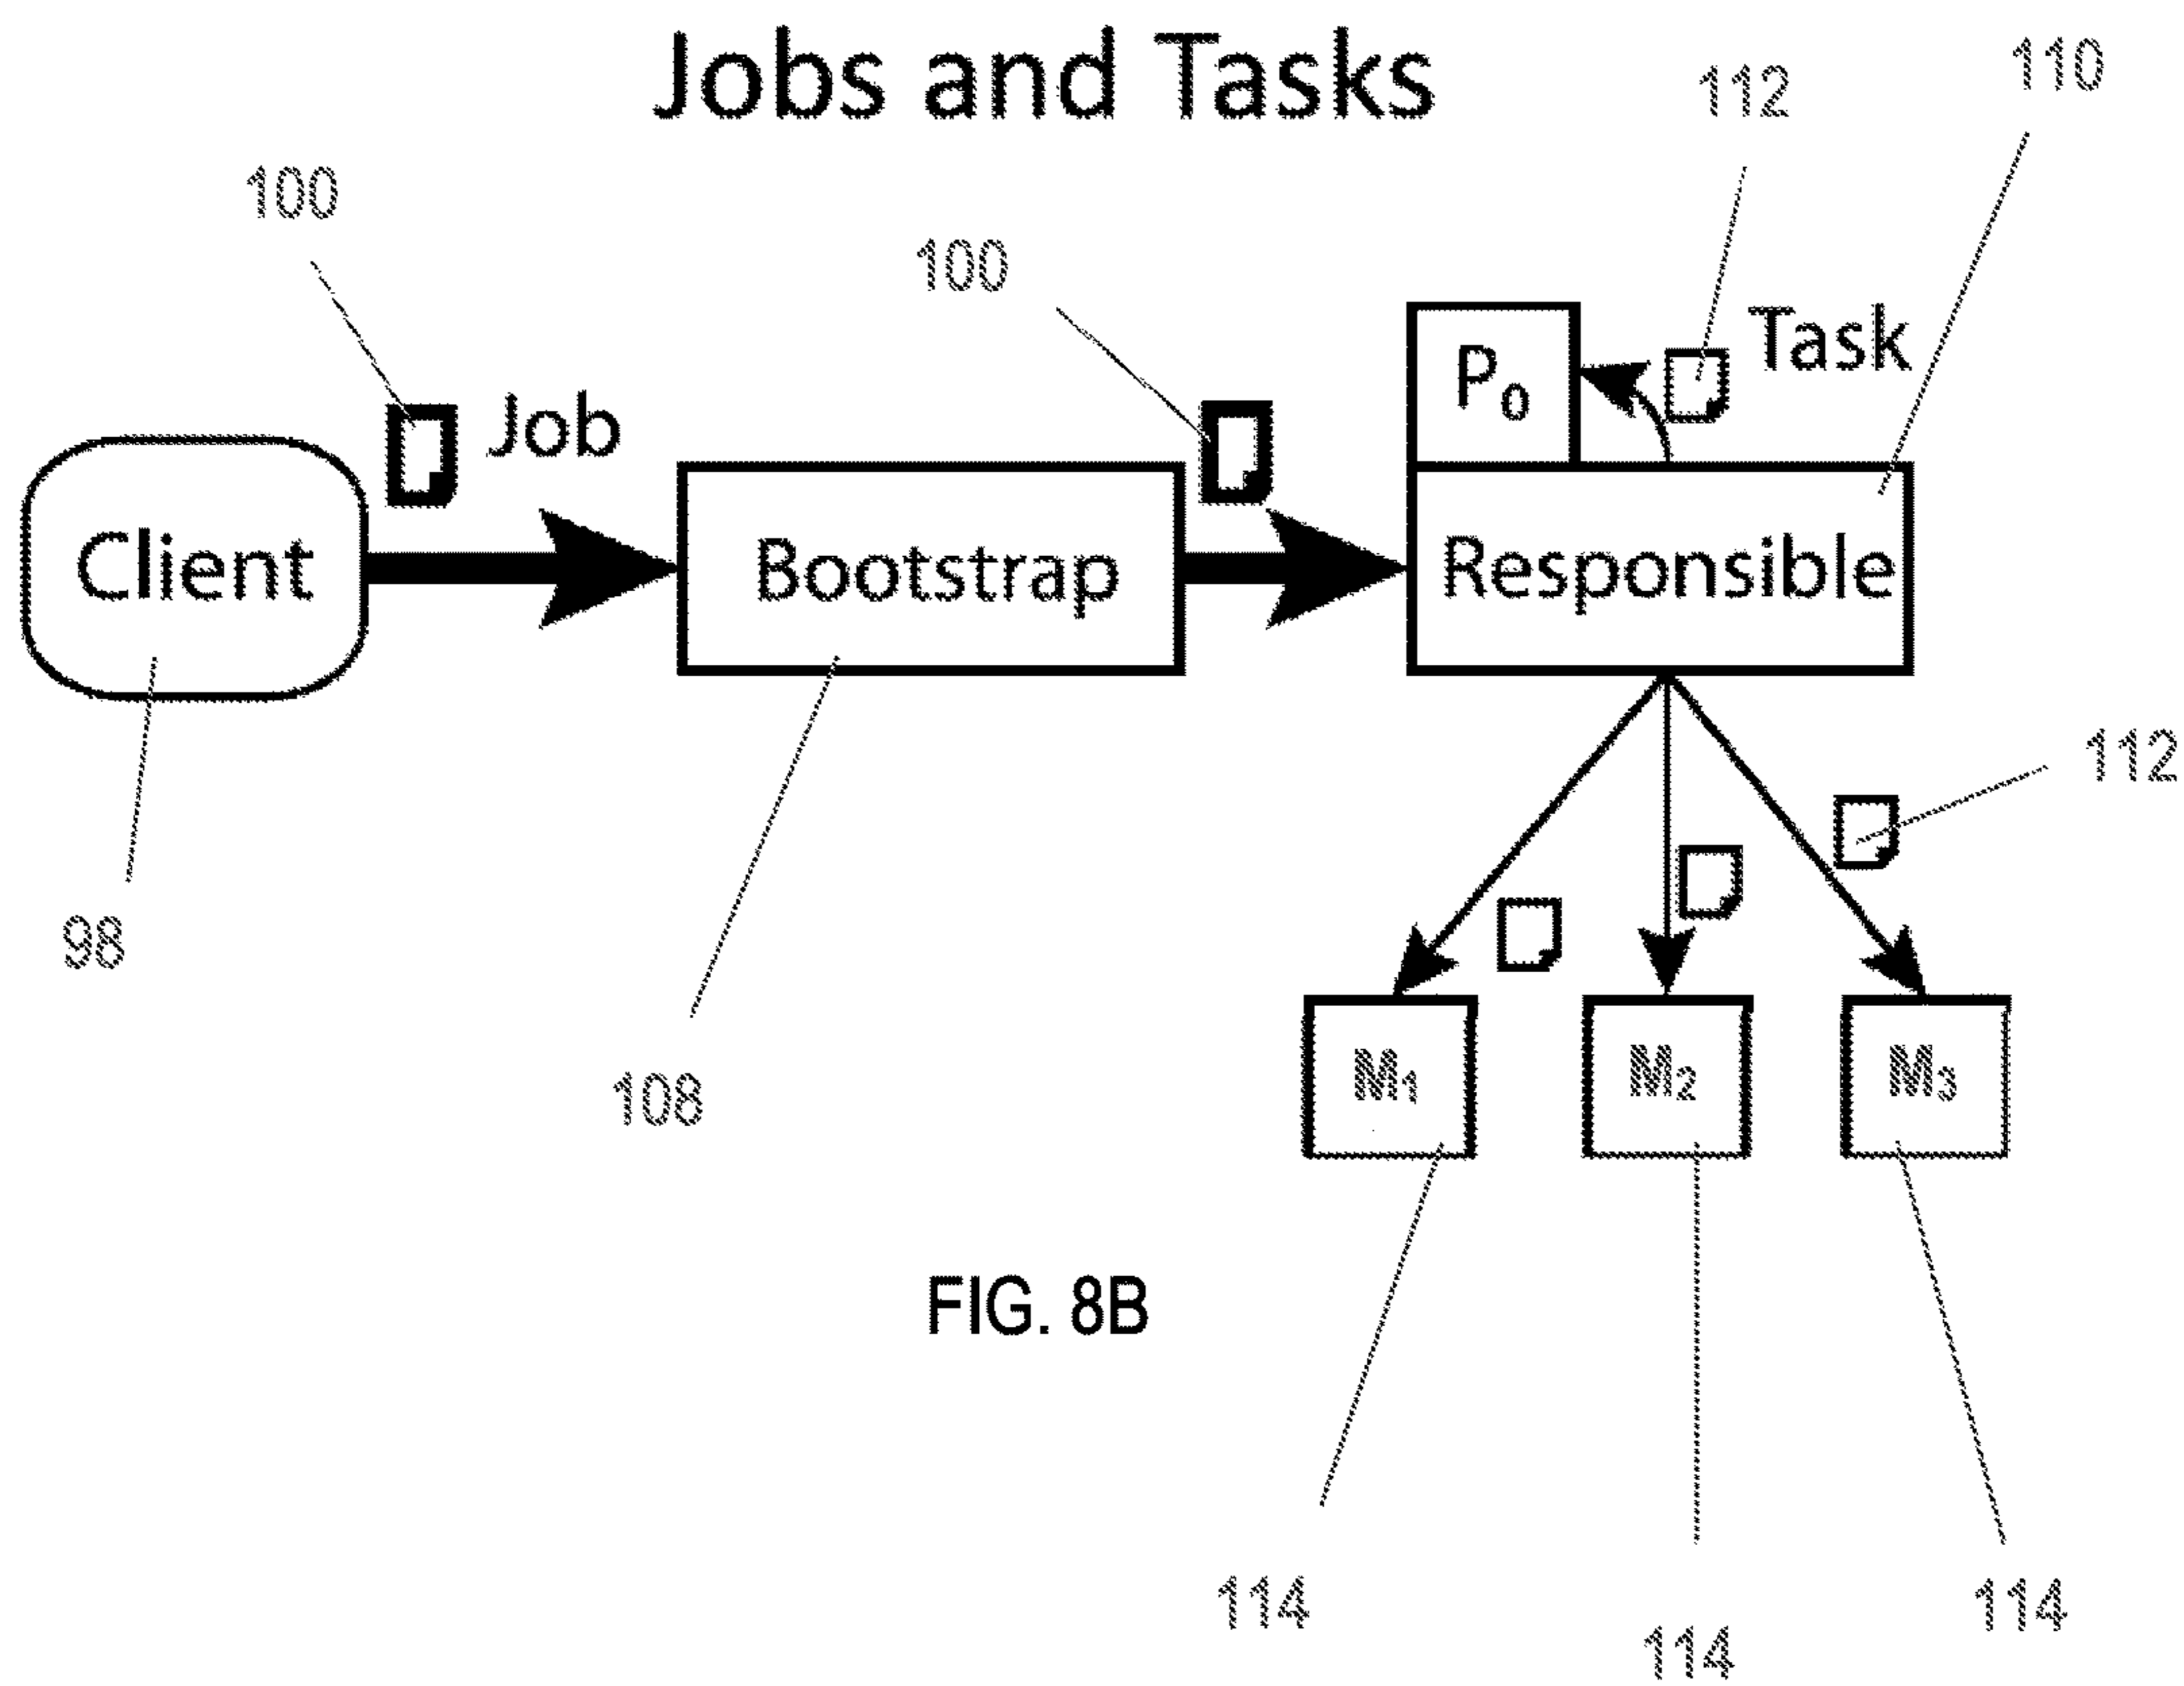 Jobs and Tasks
110
112
100
100
Task
P₀
Job
Client
Bootstrap
Responsible
112
98
M₁
M₂
M₃
108
FIG. 8B
114
114
114